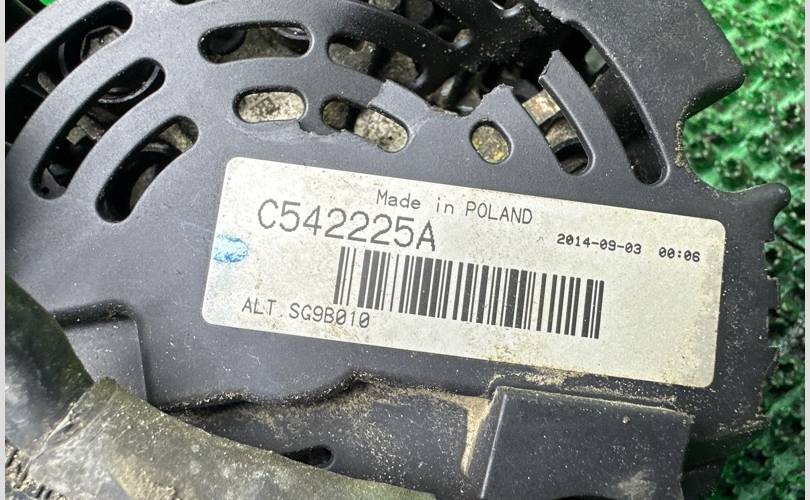 Made in POLAND
C542225A
2014-09-03 00:06
ALT. SG9B010